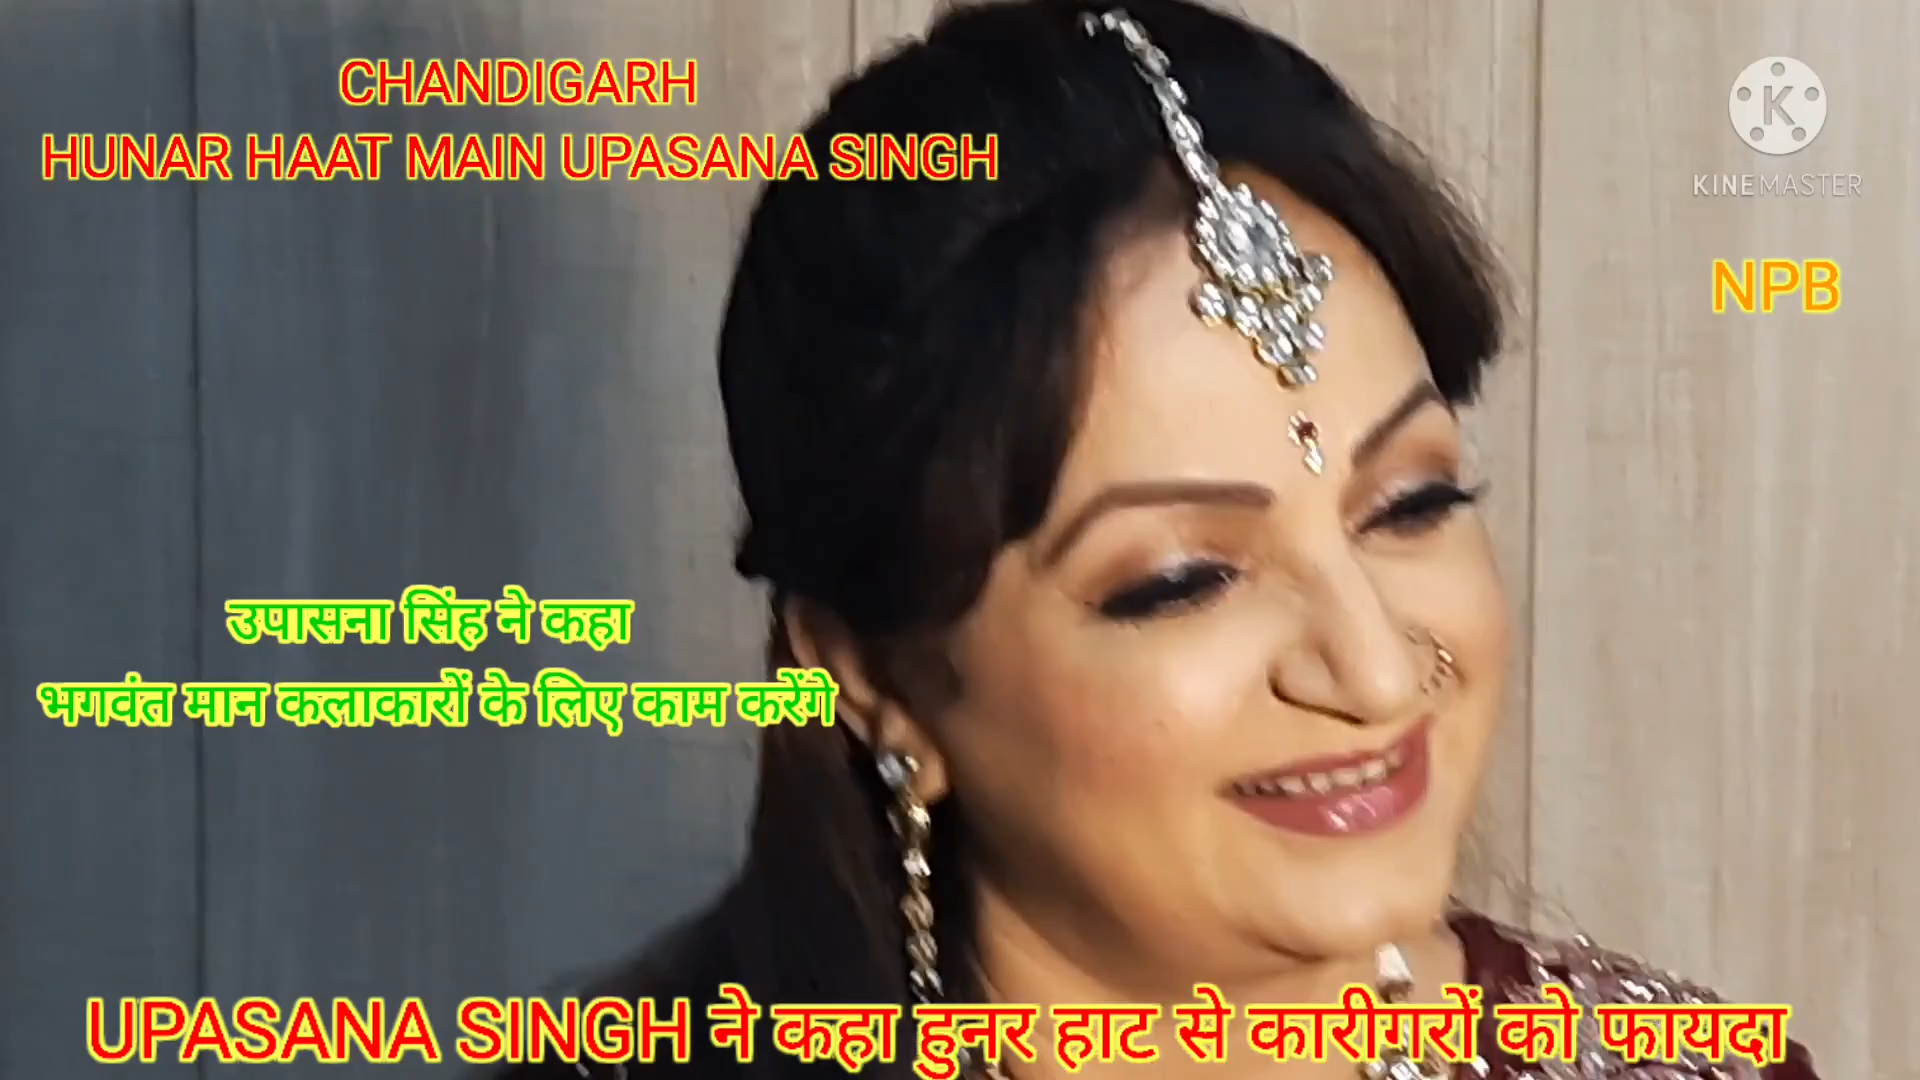 CHANDIGARH
HUNAR HAAT MAIN UPASANA SINGH
KINEMASTER
NPB
उपासना सिंह ने कहा
भगवंत मान कलाकारों के लिए काम करेंगे
UPASANA SINGH ने कहा हुनर हाट से कारीगरों को फायदा